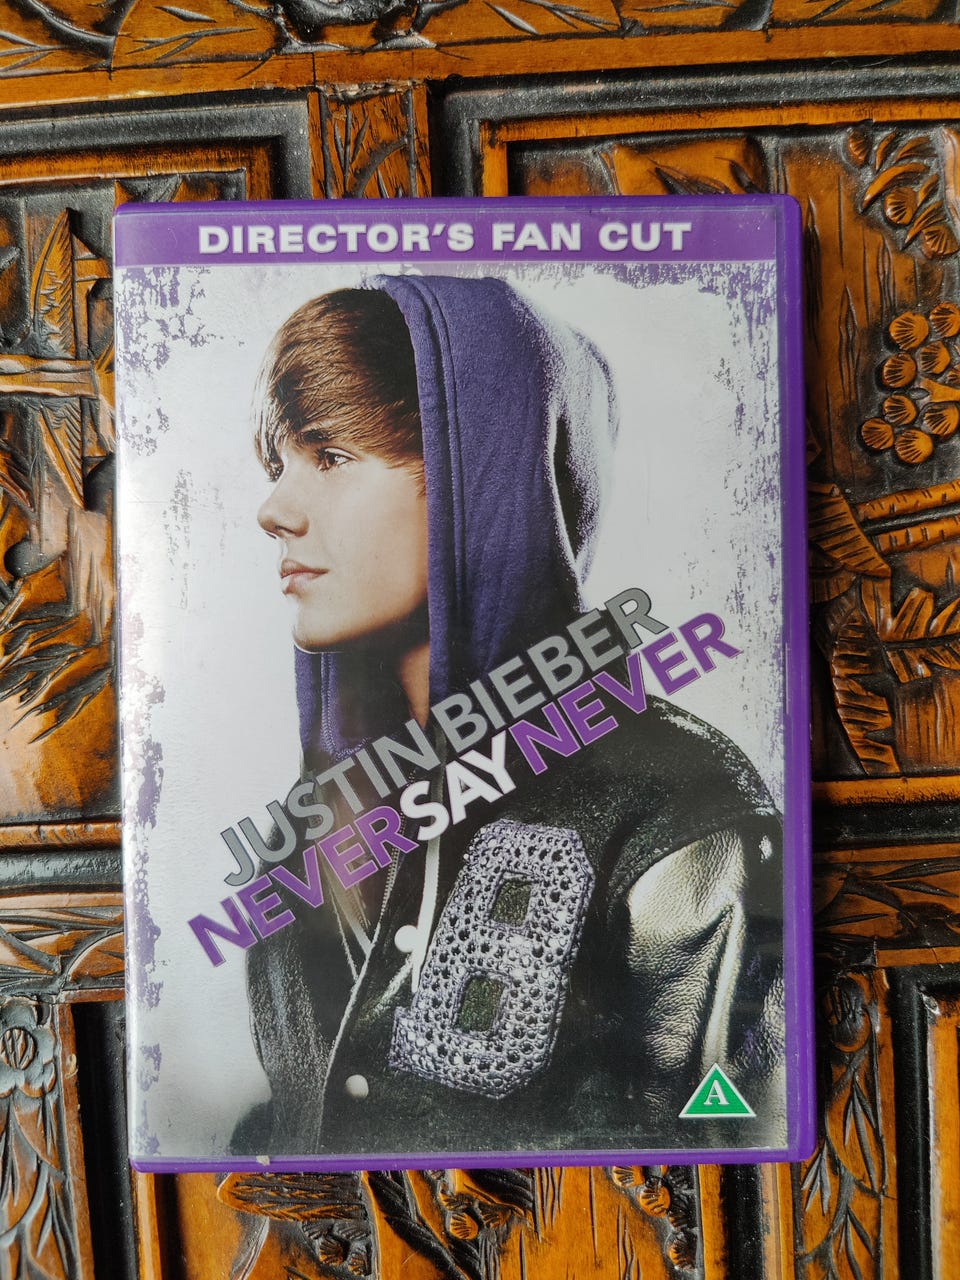 DIRECTOR'S FAN CUT
JUSTIN BIEBER
NEVER SAY NEVER
B
A